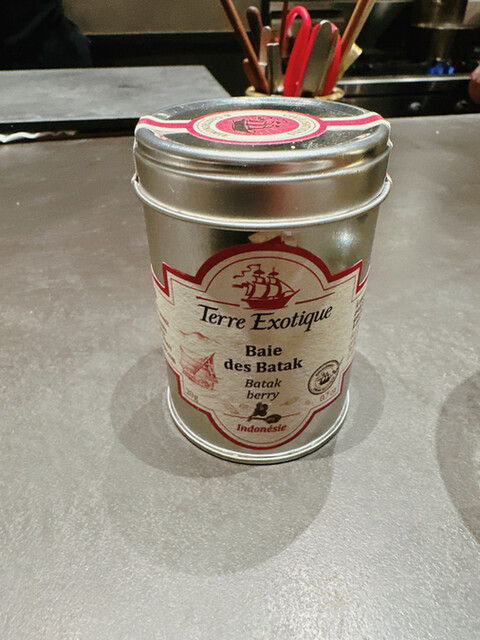 Terre Exotique
Baie
des Batak
Batak
berry
Indonésie